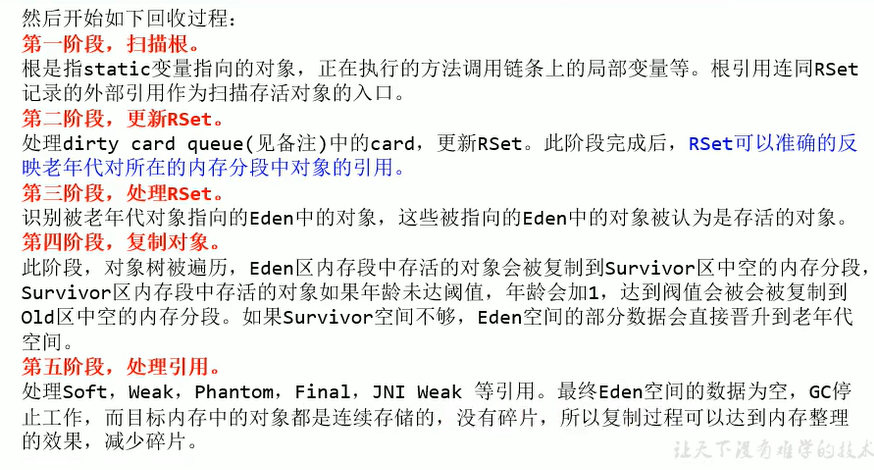 然后开始如下回收过程：
第一阶段，扫描根。
根是指static变量指向的对象，正在执行的方法调用链条上的局部变量等。根引用连同RSet
记录的外部引用作为扫描存活对象的入口。
第二阶段，更新RSet。
处理dirty card queue(见备注)中的card，更新RSet。此阶段完成后，RSet可以准确的反
映老年代对所在的内存分段中对象的引用。
第三阶段，处理RSet。
识别被老年代对象指向的Eden中的对象，这些被指向的Eden中的对象被认为是存活的对象。
第四阶段，复制对象。
此阶段，对象树被遍历，Eden区内存段中存活的对象会被复制到Survivor区中空的内存分段，
Survivor区内存段中存活的对象如果年龄未达阈值，年龄会加1，达到阀值会被会被复制到
Old区中空的内存分段。如果Survivor空间不够，Eden空间的部分数据会直接晋升到老年代
空间。
第五阶段，处理引用。
处理Soft，Weak，Phantom，Final，JNI Weak 等引用。最终Eden空间的数据为空，GC停
止工作，而目标内存中的对象都是连续存储的，没有碎片，所以复制过程可以达到内存整理
的效果，减少碎片。
让天下没有难学的技术